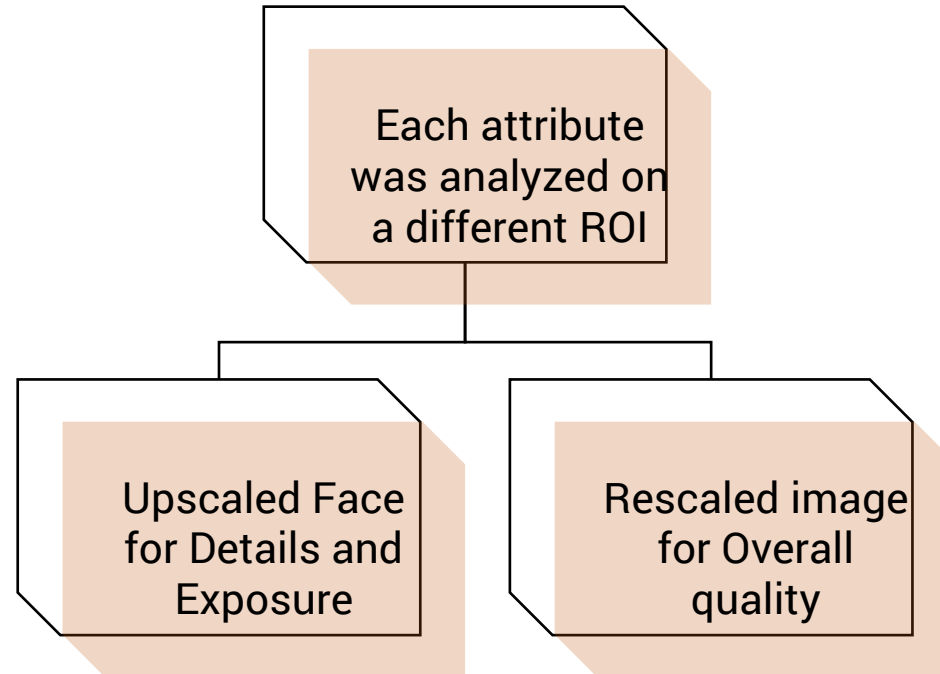 Each attribute
was analyzed on
a different ROI
Upscaled Face
for Details and
Exposure
Rescaled image
for Overall
quality